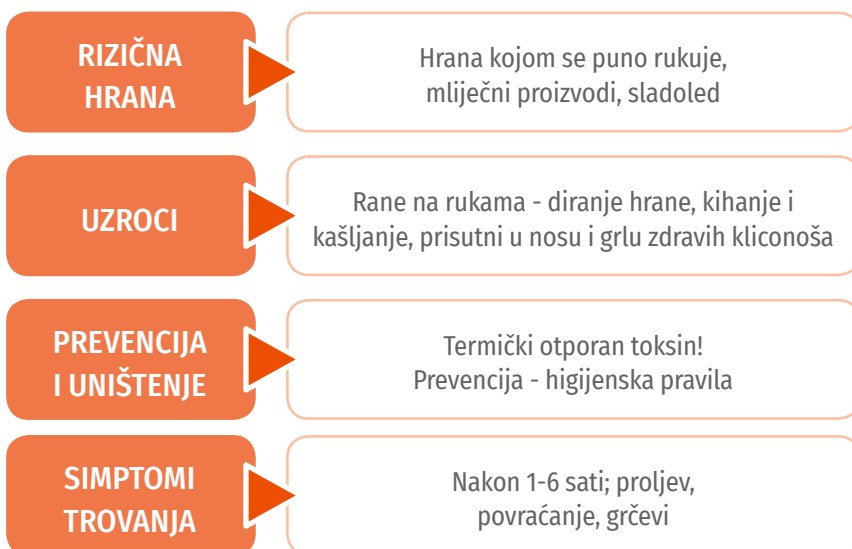 RIZIČNA
HRANA
Hrana kojom se puno rukuje,
mliječni proizvodi, sladoled
UZROCI
Rane na rukama - diranje hrane, kihanje i
kašljanje, prisutni u nosu i grlu zdravih kliconoša
PREVENCIJA
I UNIŠTENJE
Termički otporan toksin!
Prevencija - higijenska pravila
SIMPTOMI
TROVANJA
Nakon 1-6 sati; proljev,
povraćanje, grčevi